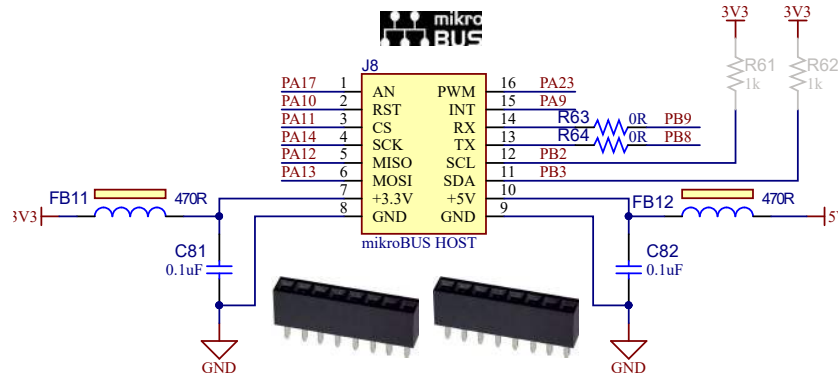 mikro
BUS
3V3 3V3
J8
R61
1k
R62
1k
PA17 1 AN PWM 16 PA23
PA10 2 RST INT 15 PA9
PA11 3 CS RX 14 R63 0R PB9
PA14 4 SCK TX 13 R64 0R PB8
PA12 5 MISO SCL 12 PB2
PA13 6 MOSI SDA 11 PB3
7 +3.3V +5V 10
8 GND GND 9
mikroBUS HOST
FB11 470R
3V3
FB12 470R
5V
C81
0.1uF
C82
0.1uF
GND GND